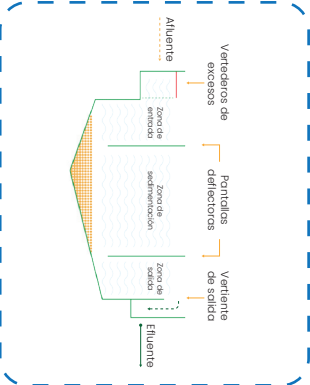 Afluente
Vertederos de
excesos
Zona de
entrada
Pantallas
deflectoras
Zona de
sedimentación
Vertiente
de salida
Zona de
salida
Efluente